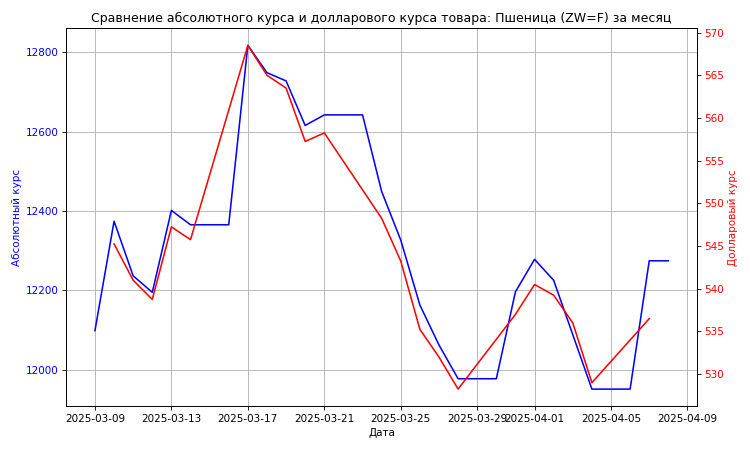 Сравнение абсолютного курса и долларового курса товара: Пшеница (ZW=F) за месяц
Абсолютный курс
12800
12600
12400
12200
12000
570
565
560
555
550
545
540
535
530
Долларовый курс
2025-03-09 2025-03-13 2025-03-17 2025-03-21 2025-03-25 2025-03-29 2025-04-01 2025-04-05 2025-04-09
Дата